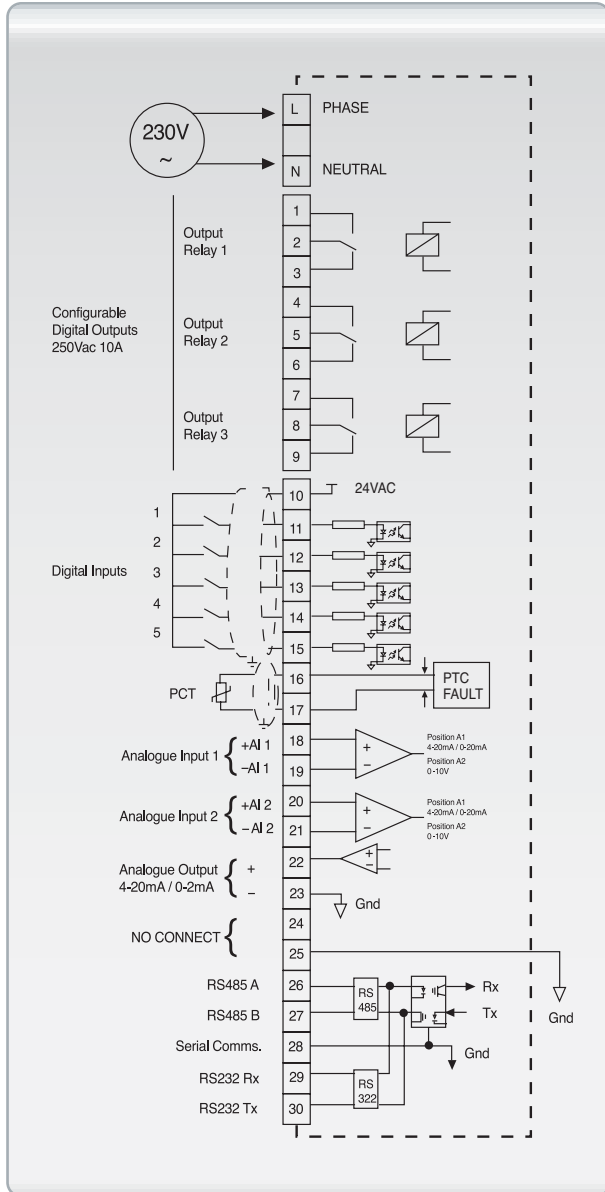 230V
~
L PHASE
N NEUTRAL
Configurable
Digital Outputs
250Vac 10A
Output
Relay 1
1
2
3
Output
Relay 2
4
5
6
Output
Relay 3
7
8
9
10 24VAC
Digital Inputs
1
2
3
4
5
11
12
13
14
15
PCT
16
17
PTC
FAULT
Analogue Input 1
+AI 1
–AI 1
18
19
+
–
Position A1
4-20mA / 0-20mA
Position A2
0-10V
Analogue Input 2
+AI 2
– AI 2
20
21
+
–
Position A1
4-20mA / 0-20mA
Position A2
0-10V
Analogue Output
4-20mA / 0-2mA
+
–
22
23
+
–
Gnd
NO CONNECT
24
25
Gnd
RS485 A 26
RS485 B 27
RS
485
Rx
Tx
Serial Comms. 28
Gnd
RS232 Rx 29
RS232 Tx 30
RS
322